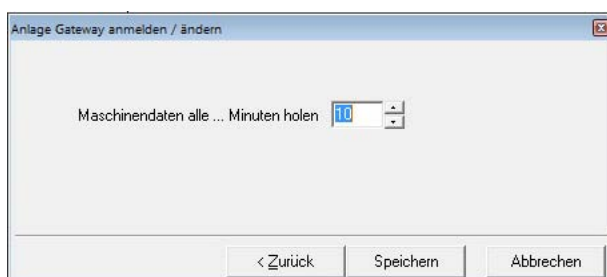 Anlage Gateway anmelden / ändern
Maschinendaten alle ... Minuten holen 10
< Zurück Speichern Abbrechen